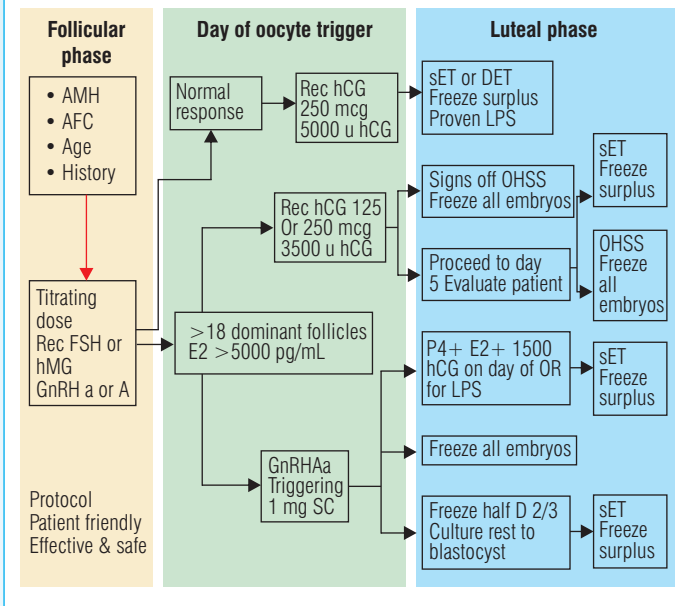 Follicular
phase
• AMH
• AFC
• Age
• History
Titrating
dose
Rec FSH or
hMG
GnRH a or A
Protocol
Patient friendly
Effective & safe
Day of oocyte trigger
Normal
response
Rec hCG
250 mcg
5000 u hCG
Rec hCG 125
Or 250 mcg
3500 u hCG
>18 dominant follicles
E2 >5000 pg/mL
GnRHAa
Triggering
1 mg SC
Luteal phase
sET or DET
Freeze surplus
Proven LPS
Signs off OHSS
Freeze all embryos
Proceed to day
5 Evaluate patient
sET
Freeze
surplus
OHSS
Freeze
all
embryos
P4+ E2+ 1500
hCG on day of OR
for LPS
sET
Freeze
surplus
Freeze all embryos
Freeze half D 2/3
Culture rest to
blastocyst
sET
Freeze
surplus